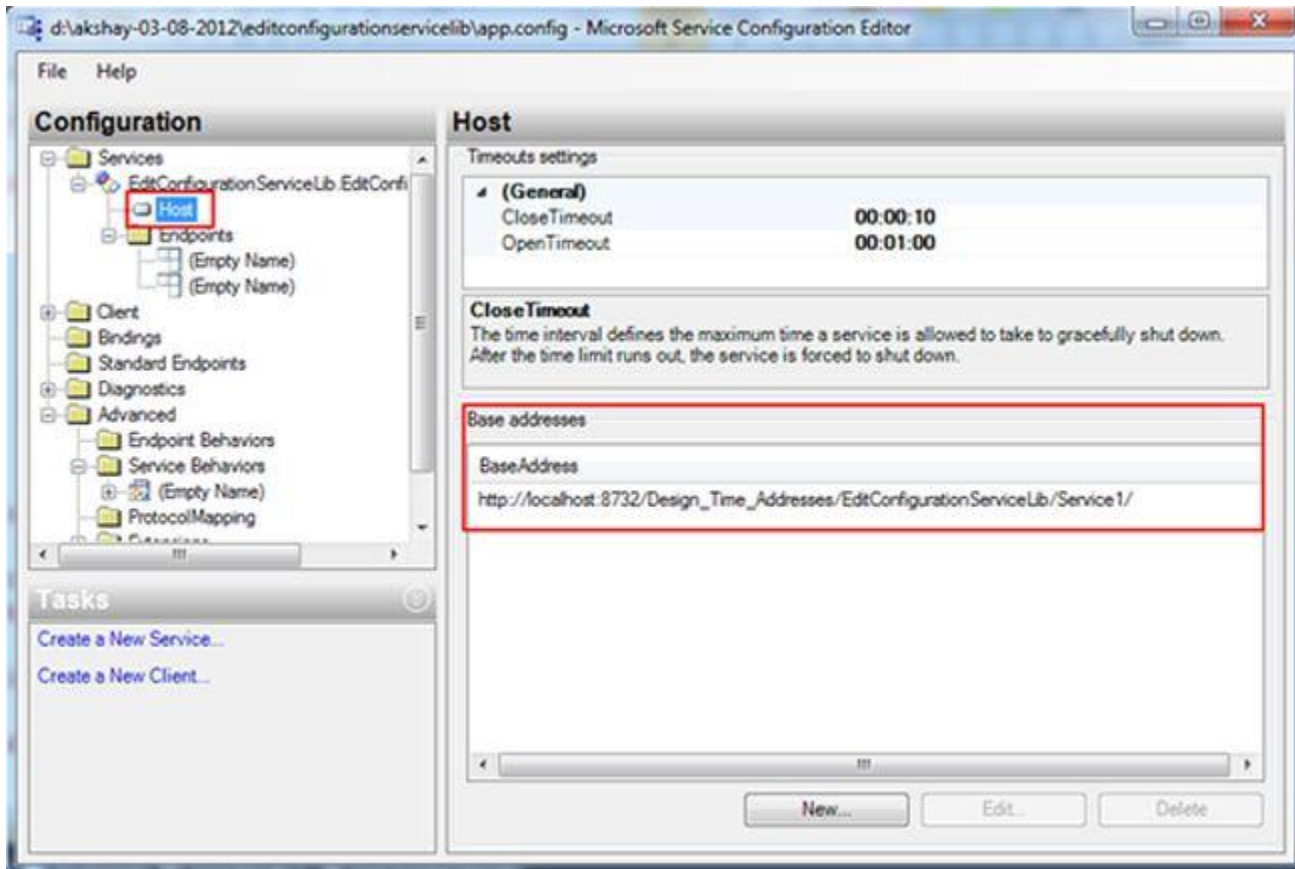 d:\akshay-03-08-2012\editconfigurationservicelib\app.config - Microsoft Service Configuration Editor
File Help
Configuration
Services
EditConfigurationServiceLib.EditConfi
Host
Endpoints
(Empty Name)
(Empty Name)
Client
Bindings
Standard Endpoints
Diagnostics
Advanced
Endpoint Behaviors
Service Behaviors
(Empty Name)
ProtocolMapping
Extensions
Tasks
Create a New Service...
Create a New Client...
Host
Timeouts settings
(General)
CloseTimeout 00:00:10
OpenTimeout 00:01:00
CloseTimeout
The time interval defines the maximum time a service is allowed to take to gracefully shut down.
After the time limit runs out, the service is forced to shut down.
Base addresses
BaseAddress
http://localhost:8732/Design_Time_Addresses/EditConfigurationServiceLib/Service1/
New...
Edit...
Delete